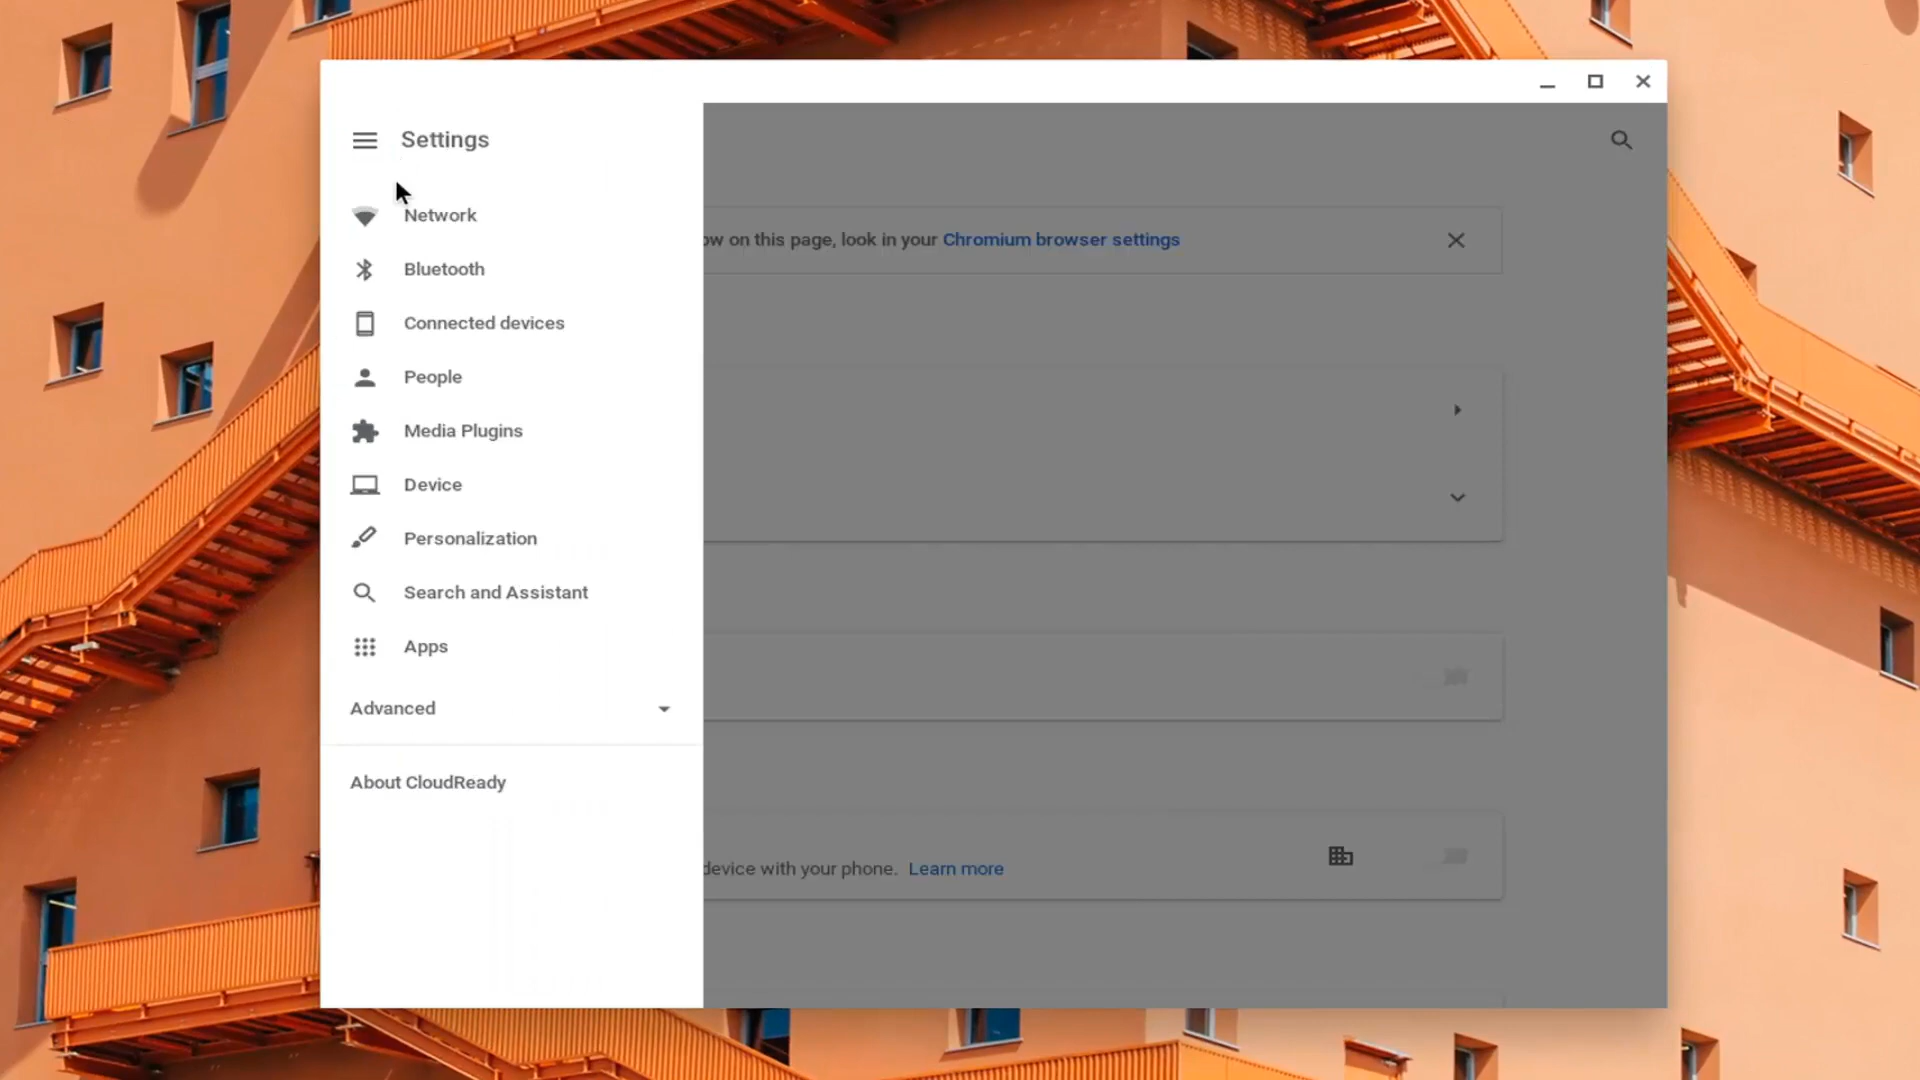 Settings
Network
Bluetooth
Connected devices
People
Media Plugins
Device
Personalization
Search and Assistant
Apps
Advanced
About CloudReady
on this page, look in your Chromium browser settings
device with your phone. Learn more